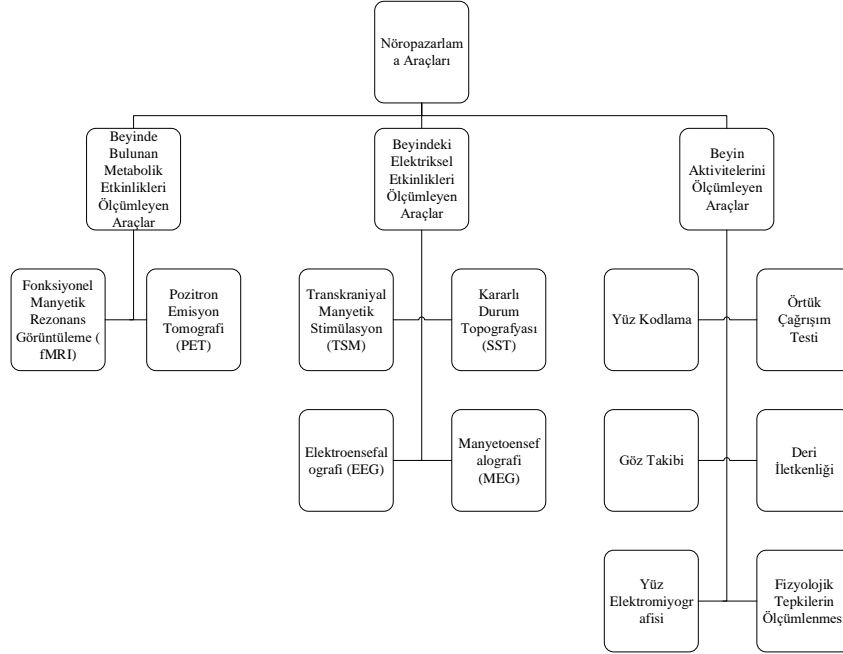 Nöropazarlam
a Araçları
Beyinde
Bulunan
Metabolik
Etkinlikleri
Ölçümleyen
Araçlar
Beyindeki
Elektriksel
Etkinlikleri
Ölçümleyen
Araçlar
Beyin
Aktivitelerini
Ölçümleyen
Araçlar
Fonksiyonel
Manyetik
Rezonans
Görüntüleme (
fMRI)
Pozitron
Emisyon
Tomografi
(PET)
Transkraniyal
Manyetik
Stimülasyon
(TSM)
Kararlı
Durum
Topografyası
(SST)
Yüz Kodlama
Örtük
Çağrışım
Testi
Elektroensefal
ografi (EEG)
Manyetoensef
alografi
(MEG)
Göz Takibi
Deri
İletkenliği
Yüz
Elektromiyogr
afisi
Fizyolojik
Tepkilerin
Ölçümlenmesi